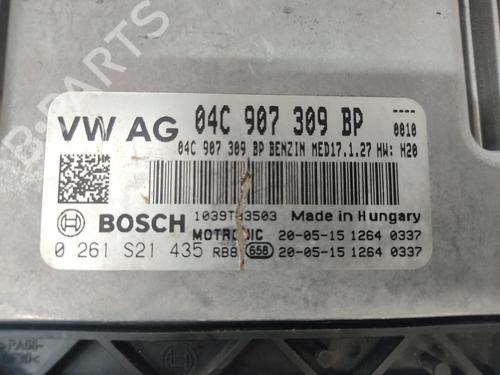 VW AG 04C 907 309 BP 0010
04C 907 309 BP BENZIN MED17.1.27 HW: H20
BOSCH Made in Hungary
0 261 S21 435 RB8 658 20-05-15 1264 0337
20-05-15 1264 0337
B-PARTS